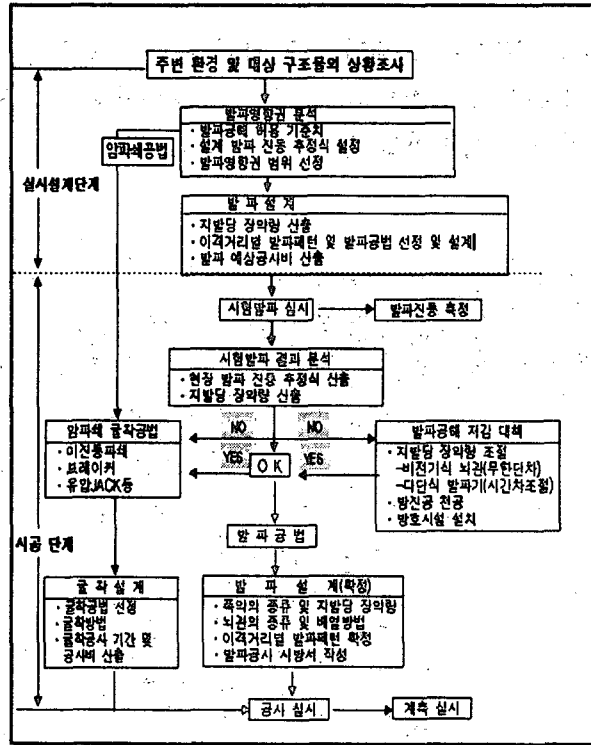 주변 환경 및 대상 구조물의 상황조사
발파영향권 분석
· 발파공해 허용 기준치
· 설계 발파 진동 추정식 설정
· 발파영향권 범위 선정
암파쇄공법
실시설계단계
발 파 설 계
· 지발당 장약량 산출
· 이격거리별 발파패턴 및 발파공법 선정 및 설계
· 발파 예상공사비 산출
시험발파 실시
발파진동 측정
시험발파 결과 분석
· 현장 발파 진동 추정식 산출
· 지발당 장약량 산출
암파쇄 굴착공법
· 미진동파쇄
· 브레이커
· 유압JACK등
NO
NO
YES
YES
O K
발파공해 저감 대책
· 지발당 장약량 조절
-비전기식 뇌관(무한단차)
-다단식 발파기(시간차조절)
· 방진공 천공
· 방호시설 설치
발 파 공 법
시공 단계
굴 착 설 계
· 굴착공법 선정
· 굴착방법
· 굴착공사 기간 및
공사비 산출
발 파 설 계(확정)
· 폭약의 종류 및 지발당 장약량
· 뇌관의 종류 및 배열방법
· 이격거리별 발파패턴 확정
· 발파공사 시방서 작성
공사 실시
계측 실시